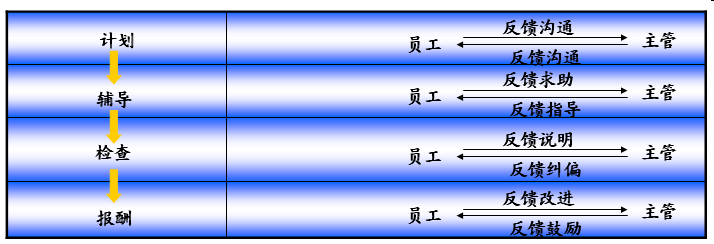 计划
反馈沟通
员工 主管
反馈沟通
辅导
反馈求助
员工 主管
反馈指导
检查
反馈说明
员工 主管
反馈纠偏
报酬
反馈改进
员工 主管
反馈鼓励